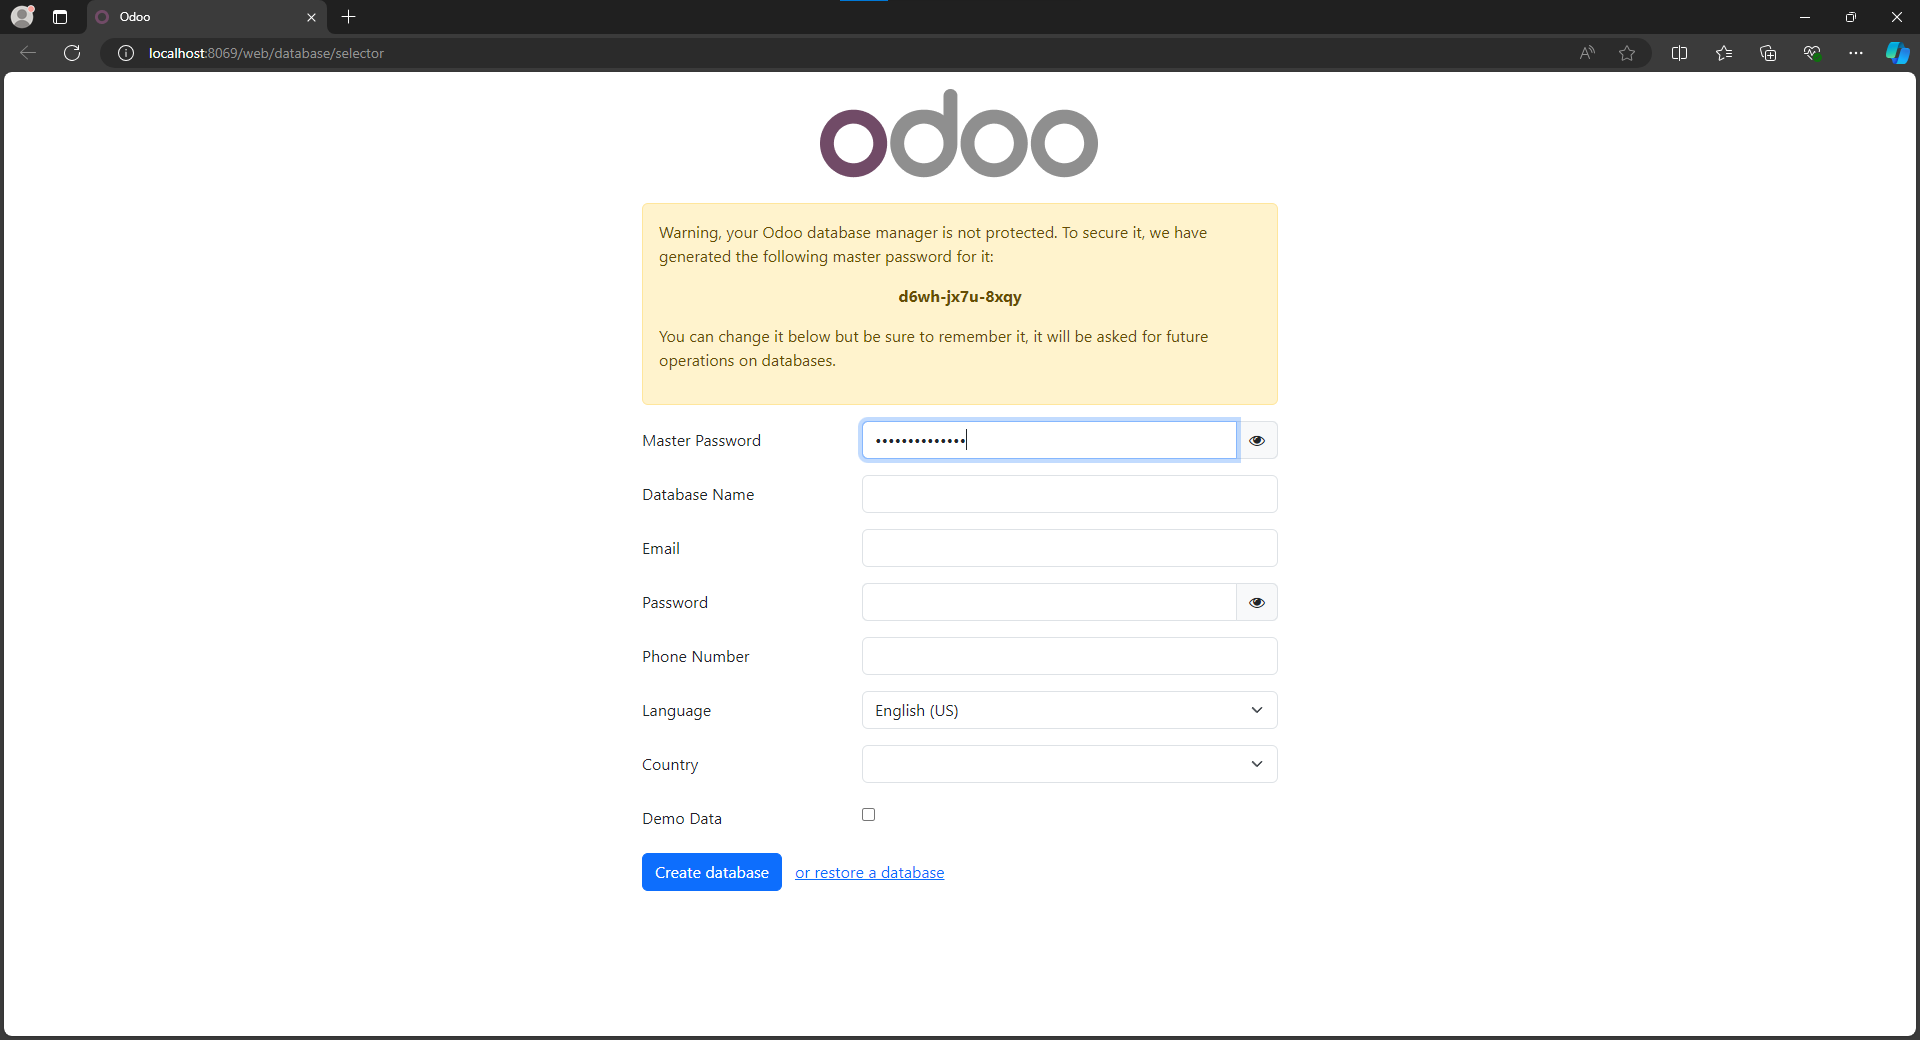 Odoo
localhost:8069/web/database/selector
odoo
Warning, your Odoo database manager is not protected. To secure it, we have
generated the following master password for it:
d6wh-jx7u-8xqy
You can change it below but be sure to remember it, it will be asked for future
operations on databases.
Master Password ••••••••••••••
Database Name
Email
Password
Phone Number
Language English (US)
Country
Demo Data
Create database or restore a database